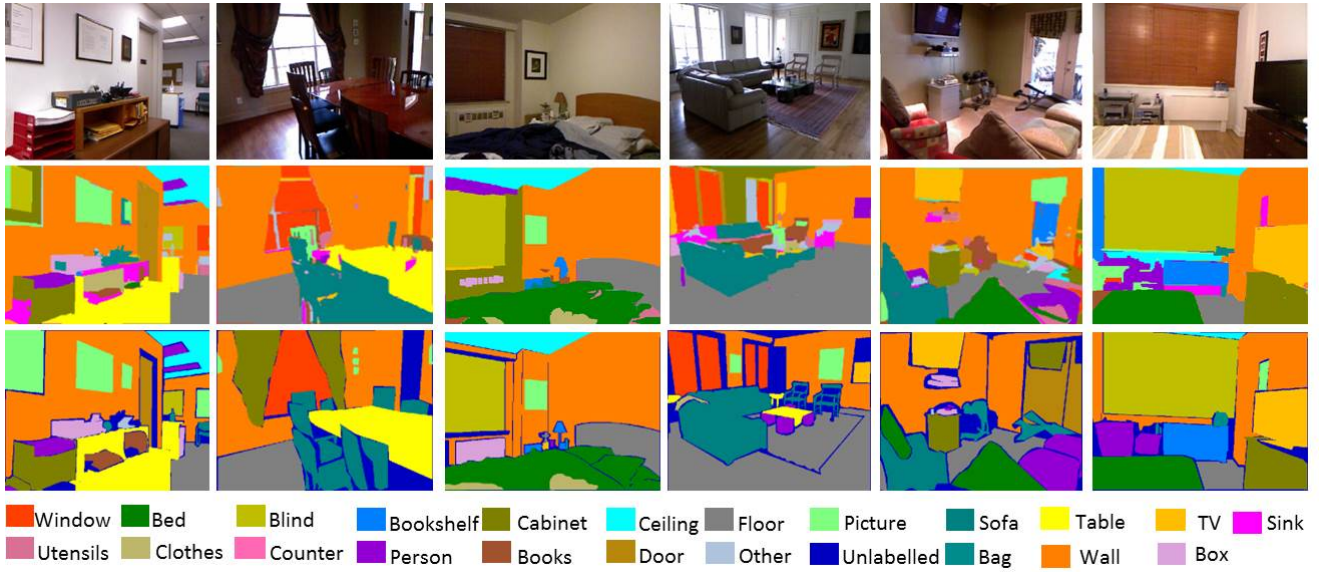 Window Bed Blind Bookshelf Cabinet Ceiling Floor Picture Sofa Table TV Sink
Utensils Clothes Counter Person Books Door Other Unlabelled Bag Wall Box